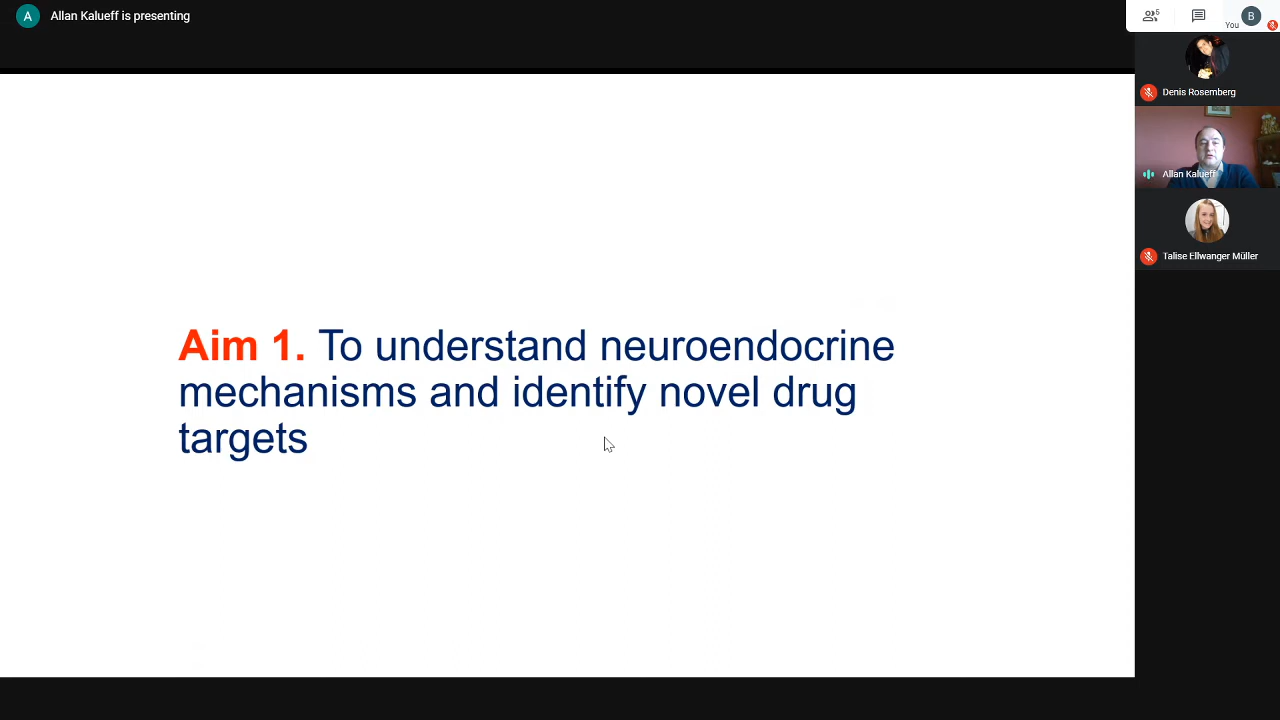 A
Allan Kalueff is presenting
5
You
B
Denis Rosemberg
Allan Kalueff
Talise Ellwanger Müller
Aim 1. To understand neuroendocrine
mechanisms and identify novel drug
targets